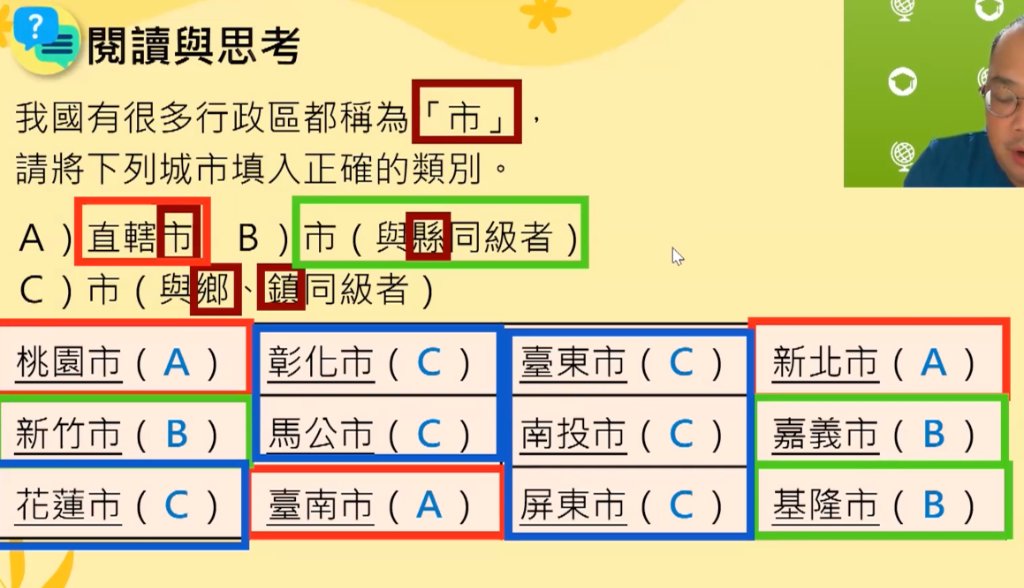 ?
閱讀與思考
我國有很多行政區都稱為「市」,
請將下列城市填入正確的類別。
A)直轄市 B)市(與縣同級者)
C)市(與鄉、鎮同級者)
桃園市(A) 彰化市(C) 臺東市(C) 新北市(A)
新竹市(B) 馬公市(C) 南投市(C) 嘉義市(B)
花蓮市(C) 臺南市(A) 屏東市(C) 基隆市(B)